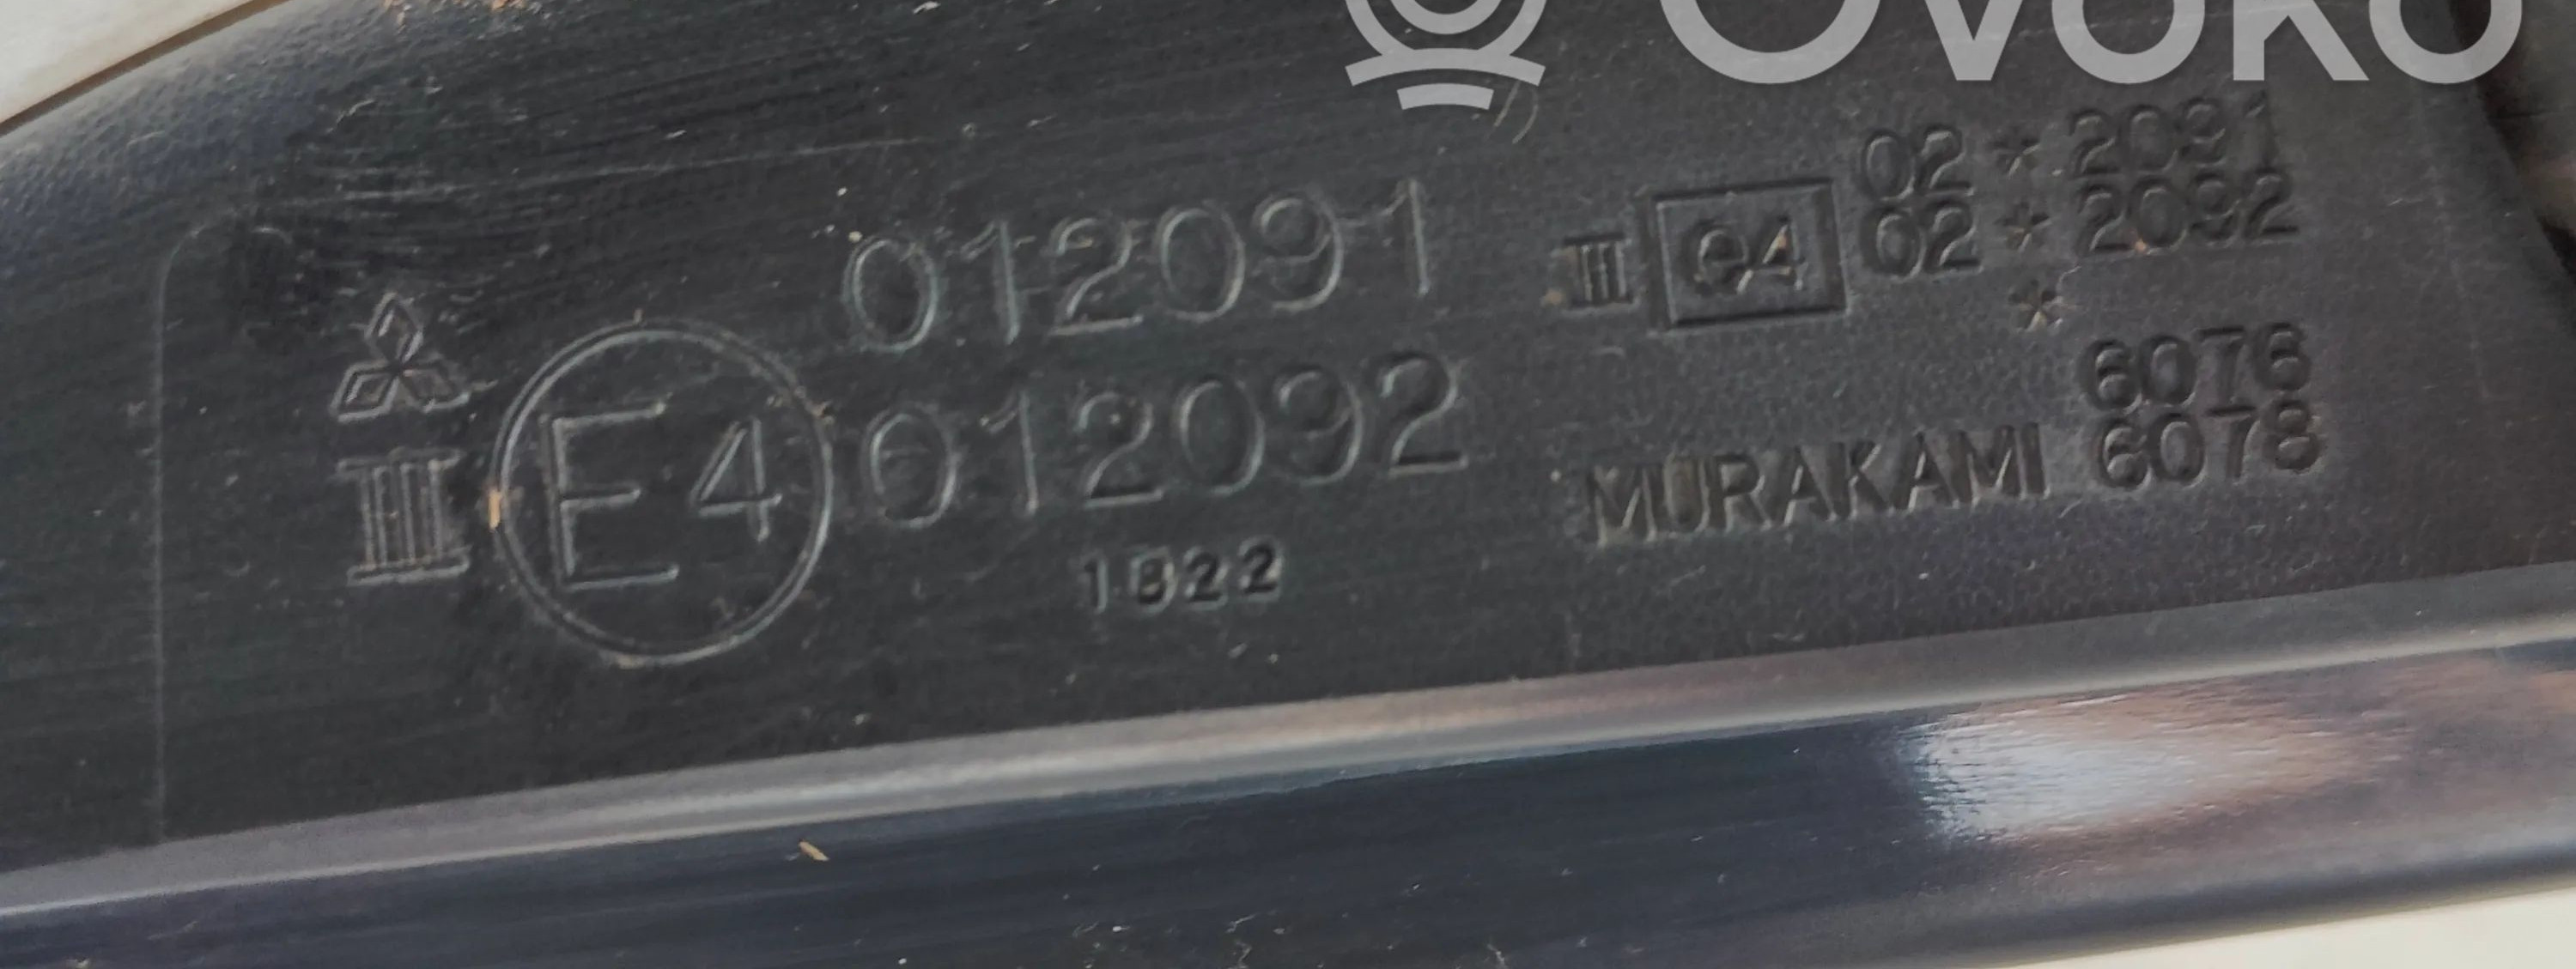 OVOKO
012091
III E4 012092
1822
02 * 2091
III e4 02 * 2092
*
6076
MURAKAMI 6078